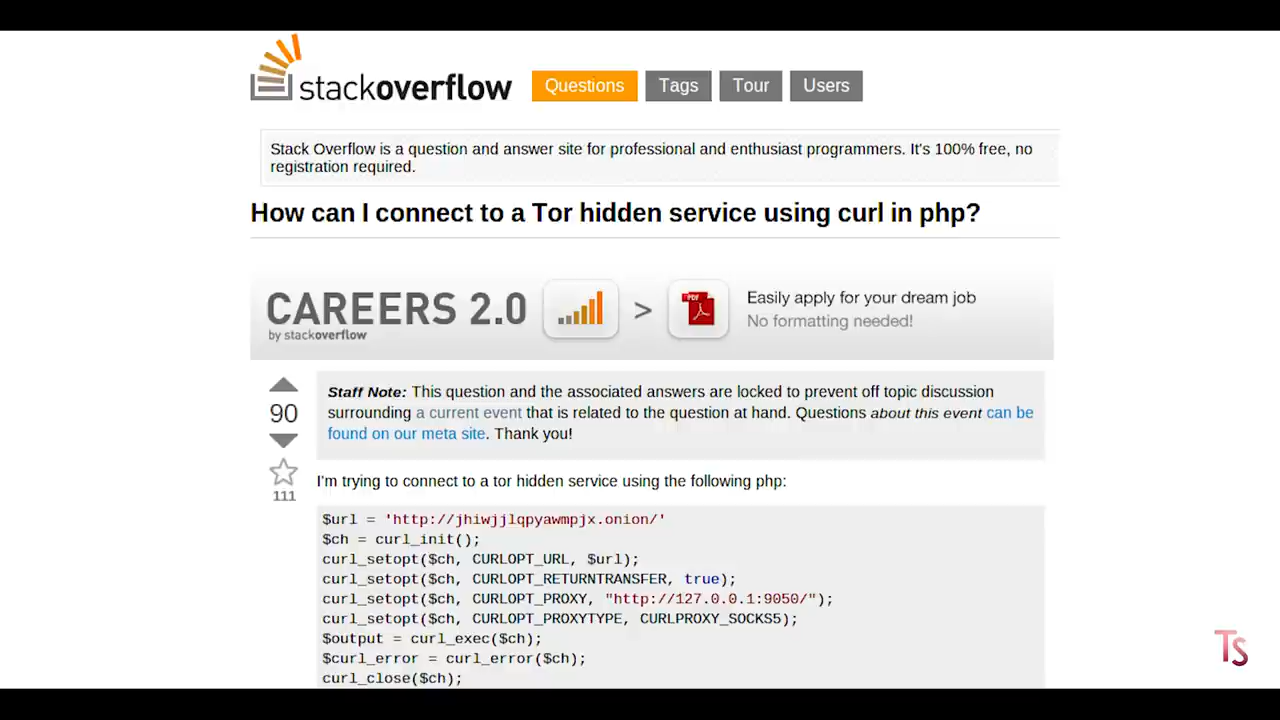 stackoverflow
Questions Tags Tour Users
Stack Overflow is a question and answer site for professional and enthusiast programmers. It's 100% free, no
registration required.
How can I connect to a Tor hidden service using curl in php?
CAREERS 2.0
by stackoverflow
>
PDF
Easily apply for your dream job
No formatting needed!
90
111
Staff Note: This question and the associated answers are locked to prevent off topic discussion
surrounding a current event that is related to the question at hand. Questions about this event can be
found on our meta site. Thank you!
I'm trying to connect to a tor hidden service using the following php:
$url = 'http://jhiwjjlqpyawmpjx.onion/'
$ch = curl_init();
curl_setopt($ch, CURLOPT_URL, $url);
curl_setopt($ch, CURLOPT_RETURNTRANSFER, true);
curl_setopt($ch, CURLOPT_PROXY, "http://127.0.0.1:9050/");
curl_setopt($ch, CURLOPT_PROXYTYPE, CURLPROXY_SOCKS5);
$output = curl_exec($ch);
$curl_error = curl_error($ch);
curl_close($ch);
Ts